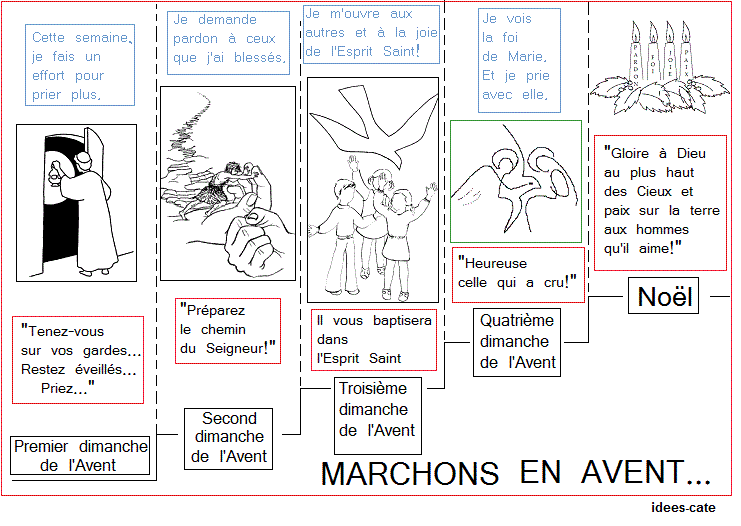 Cette semaine,
je fais un
effort pour
prier plus.
"Tenez-vous
sur vos gardes...
Restez éveillés...
Priez..."
Premier dimanche
de l'Avent
Je demande
pardon à ceux
que j'ai blessés.
"Préparez
le chemin
du Seigneur!"
Second
dimanche
de l'Avent
Je m'ouvre aux
autres et à la joie
de l'Esprit Saint!
Il vous baptisera
dans
l'Esprit Saint
Troisième
dimanche
de l'Avent
Je vois
la foi
de Marie.
Et je prie
avec elle.
"Heureuse
celle qui a cru!"
Quatrième
dimanche
de l'Avent
PARDON
FOI
JOIE
PAIX
"Gloire à Dieu
au plus haut
des Cieux et
paix sur la terre
aux hommes
qu'il aime!"
Noël
MARCHONS EN AVENT...
idees-cate